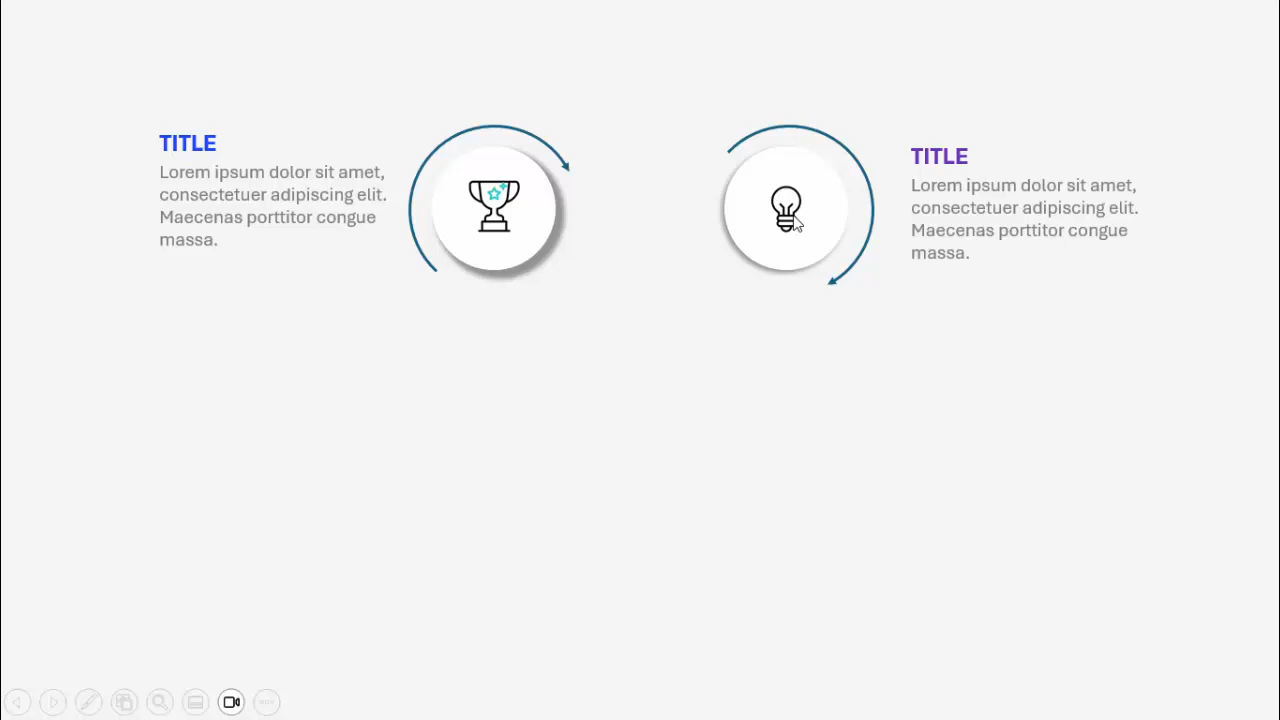 TITLE
Lorem ipsum dolor sit amet,
consectetuer adipiscing elit.
Maecenas porttitor congue
massa.
TITLE
Lorem ipsum dolor sit amet,
consectetuer adipiscing elit.
Maecenas porttitor congue
massa.